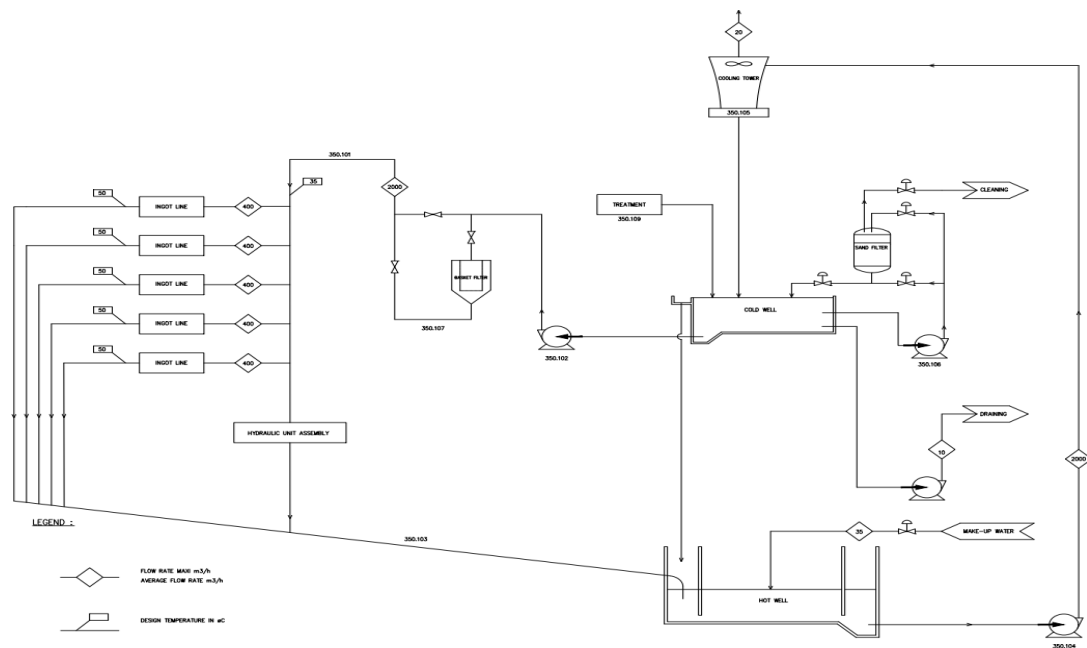 20
COOLING TOWER
350.105
350.101
35
2000
50
INGOT LINE
400
50
INGOT LINE
400
50
INGOT LINE
400
50
INGOT LINE
400
50
INGOT LINE
400
TREATMENT
350.109
CLEANING
SAND FILTER
BASKET FILTER
350.107
COLD WELL
350.102
350.106
HYDRAULIC UNIT ASSEMBLY
DRAINING
10
2000
LEGEND :
350.103
35
MAKE-UP WATER
FLOW RATE MAXI m3/h
AVERAGE FLOW RATE m3/h
HOT WELL
DESIGN TEMPERATURE IN øC
350.104